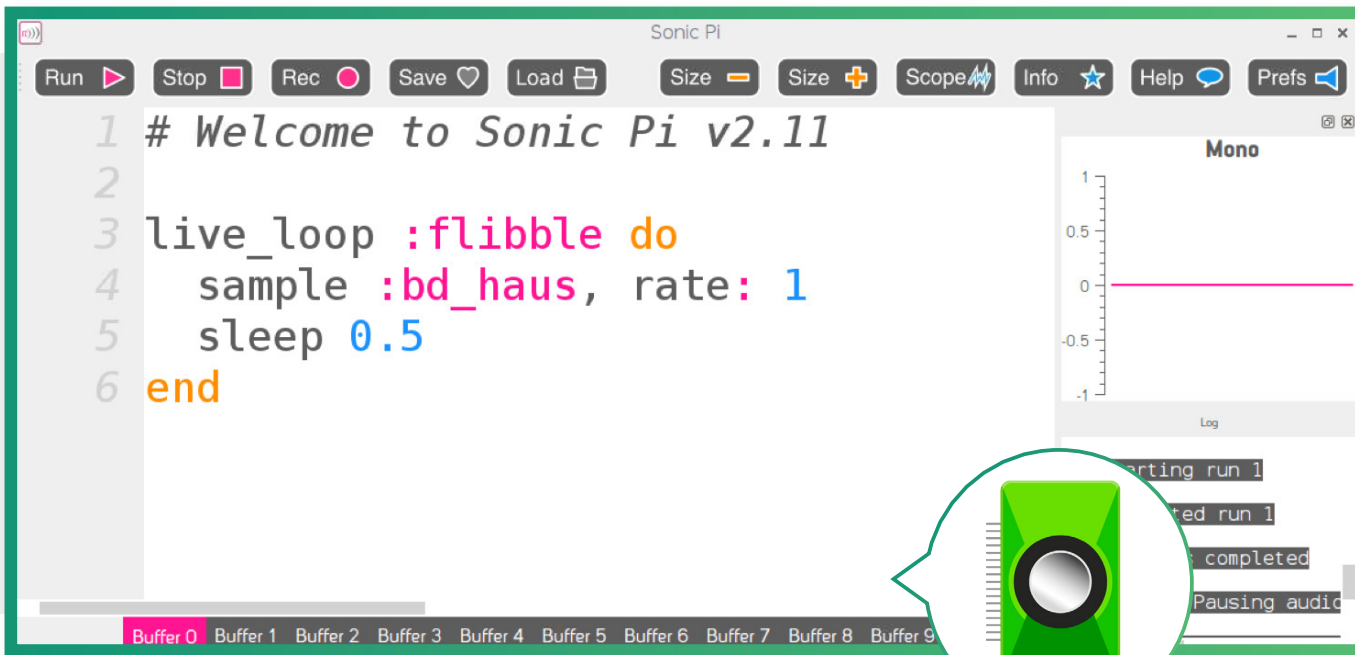 Sonic Pi
Run Stop Rec Save Load Size Size Scope Info Help Prefs
1 # Welcome to Sonic Pi v2.11
2
3 live_loop :flibble do
4 sample :bd_haus, rate: 1
5 sleep 0.5
6 end
Mono
1
0.5
0
-0.5
-1
Log
run 1
run 1
completed
Pausing audio
Buffer 0 Buffer 1 Buffer 2 Buffer 3 Buffer 4 Buffer 5 Buffer 6 Buffer 7 Buffer 8 Buffer 9